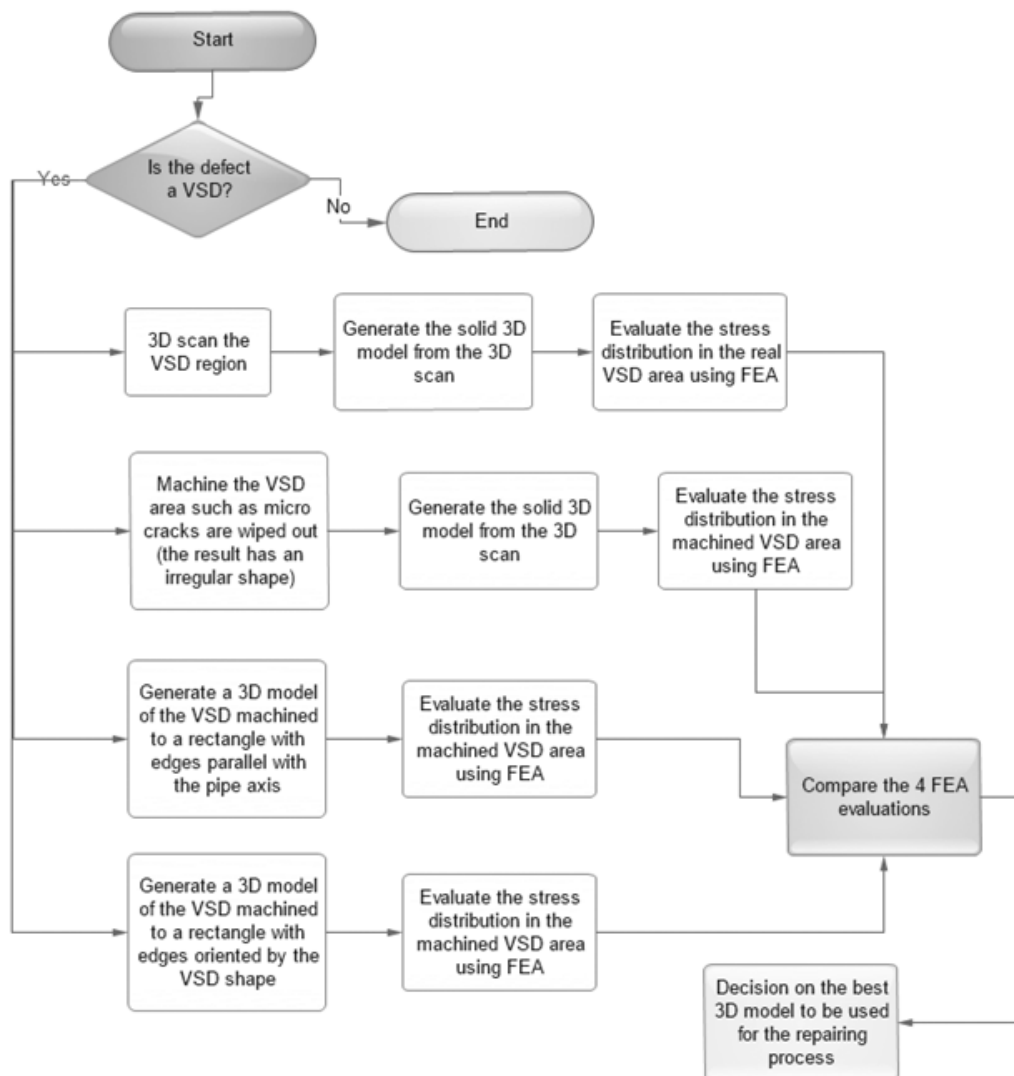 Start
Is the defect
a VSD?
Yes
No
End
3D scan the
VSD region
Generate the solid 3D
model from the 3D
scan
Evaluate the stress
distribution in the real
VSD area using FEA
Machine the VSD
area such as micro
cracks are wiped out
(the result has an
irregular shape)
Generate the solid 3D
model from the 3D
scan
Evaluate the stress
distribution in the
machined VSD area
using FEA
Generate a 3D model
of the VSD machined
to a rectangle with
edges parallel with
the pipe axis
Evaluate the stress
distribution in the
machined VSD area
using FEA
Compare the 4 FEA
evaluations
Generate a 3D model
of the VSD machined
to a rectangle with
edges oriented by the
VSD shape
Evaluate the stress
distribution in the
machined VSD area
using FEA
Decision on the best
3D model to be used
for the repairing
process